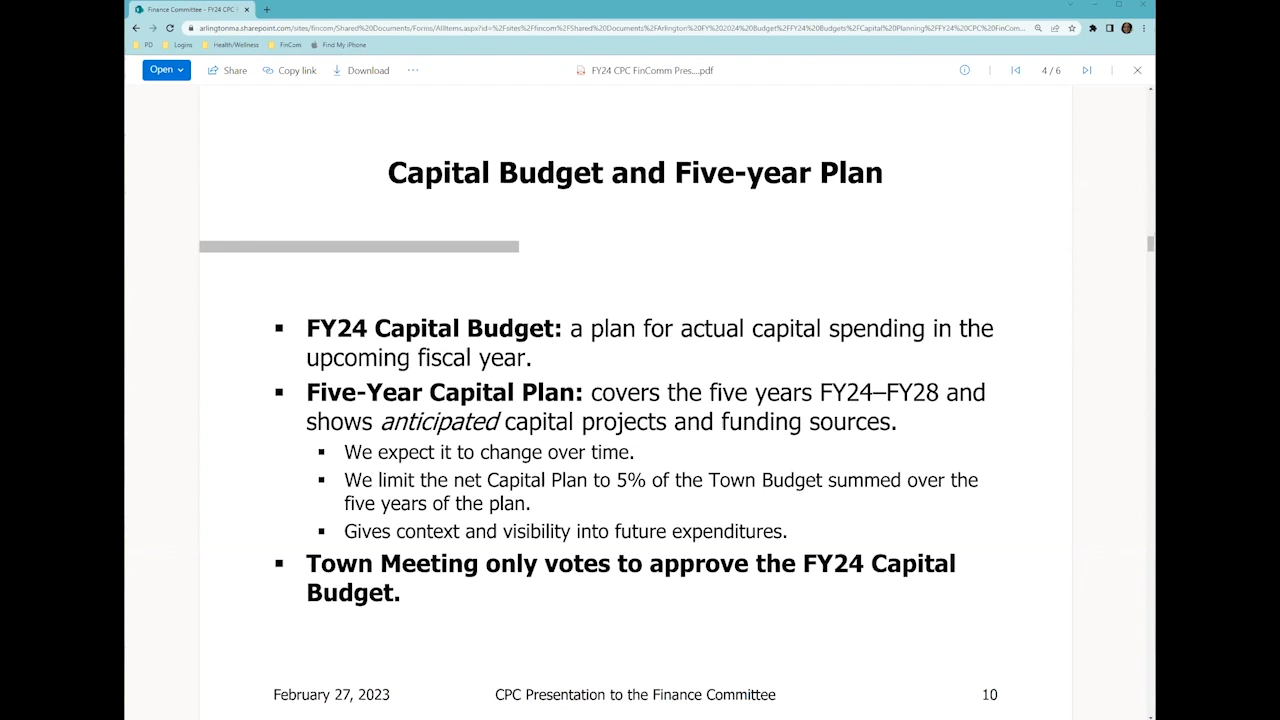 Finance Committee - FY24 CPC F
arlingtonma.sharepoint.com/sites/fincom/Shared%20Documents/Forms/AllItems.aspx?id=%2Fsites%2Ffincom%2FShared%20Documents%2FArlington%20FY%202024%20Budget%2FFY24%20Budgets%2FCapital%20Planning%2FFY24%20CPC%20FinCom...
PD Logins Health/Wellness FinCom Find My iPhone
Open Share Copy link Download ··· FY24 CPC FinComm Pres....pdf 4 / 6
Capital Budget and Five-year Plan
▪ FY24 Capital Budget: a plan for actual capital spending in the
upcoming fiscal year.
▪ Five-Year Capital Plan: covers the five years FY24–FY28 and
shows anticipated capital projects and funding sources.
▪ We expect it to change over time.
▪ We limit the net Capital Plan to 5% of the Town Budget summed over the
five years of the plan.
▪ Gives context and visibility into future expenditures.
▪ Town Meeting only votes to approve the FY24 Capital
Budget.
February 27, 2023 CPC Presentation to the Finance Committee 10